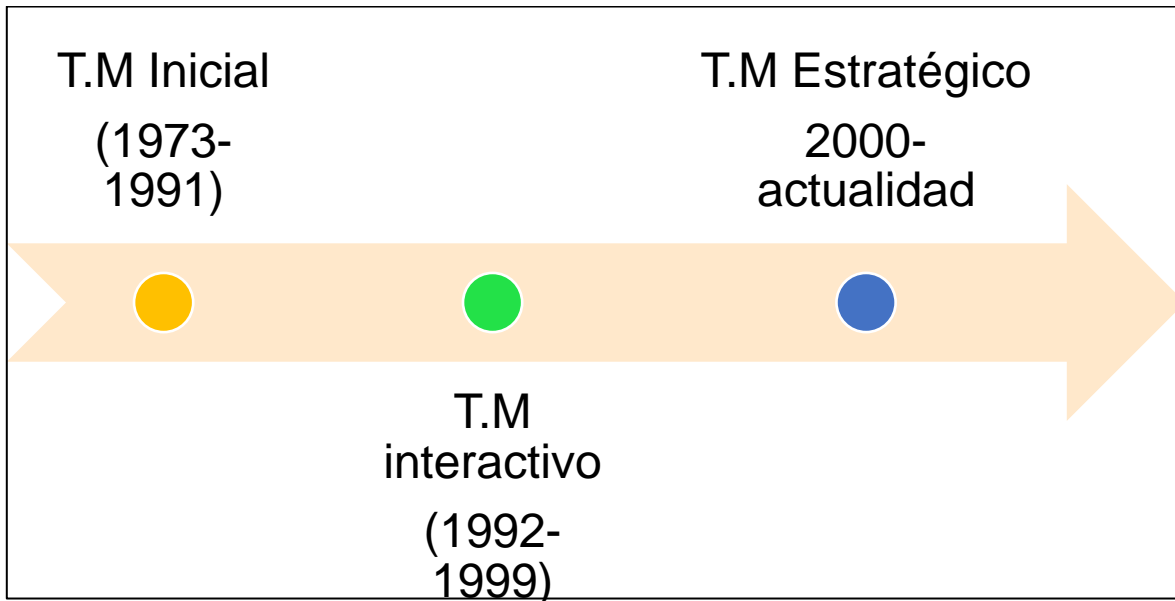 T.M Inicial
(1973-
1991)
T.M
interactivo
(1992-
1999)
T.M Estratégico
2000-
actualidad